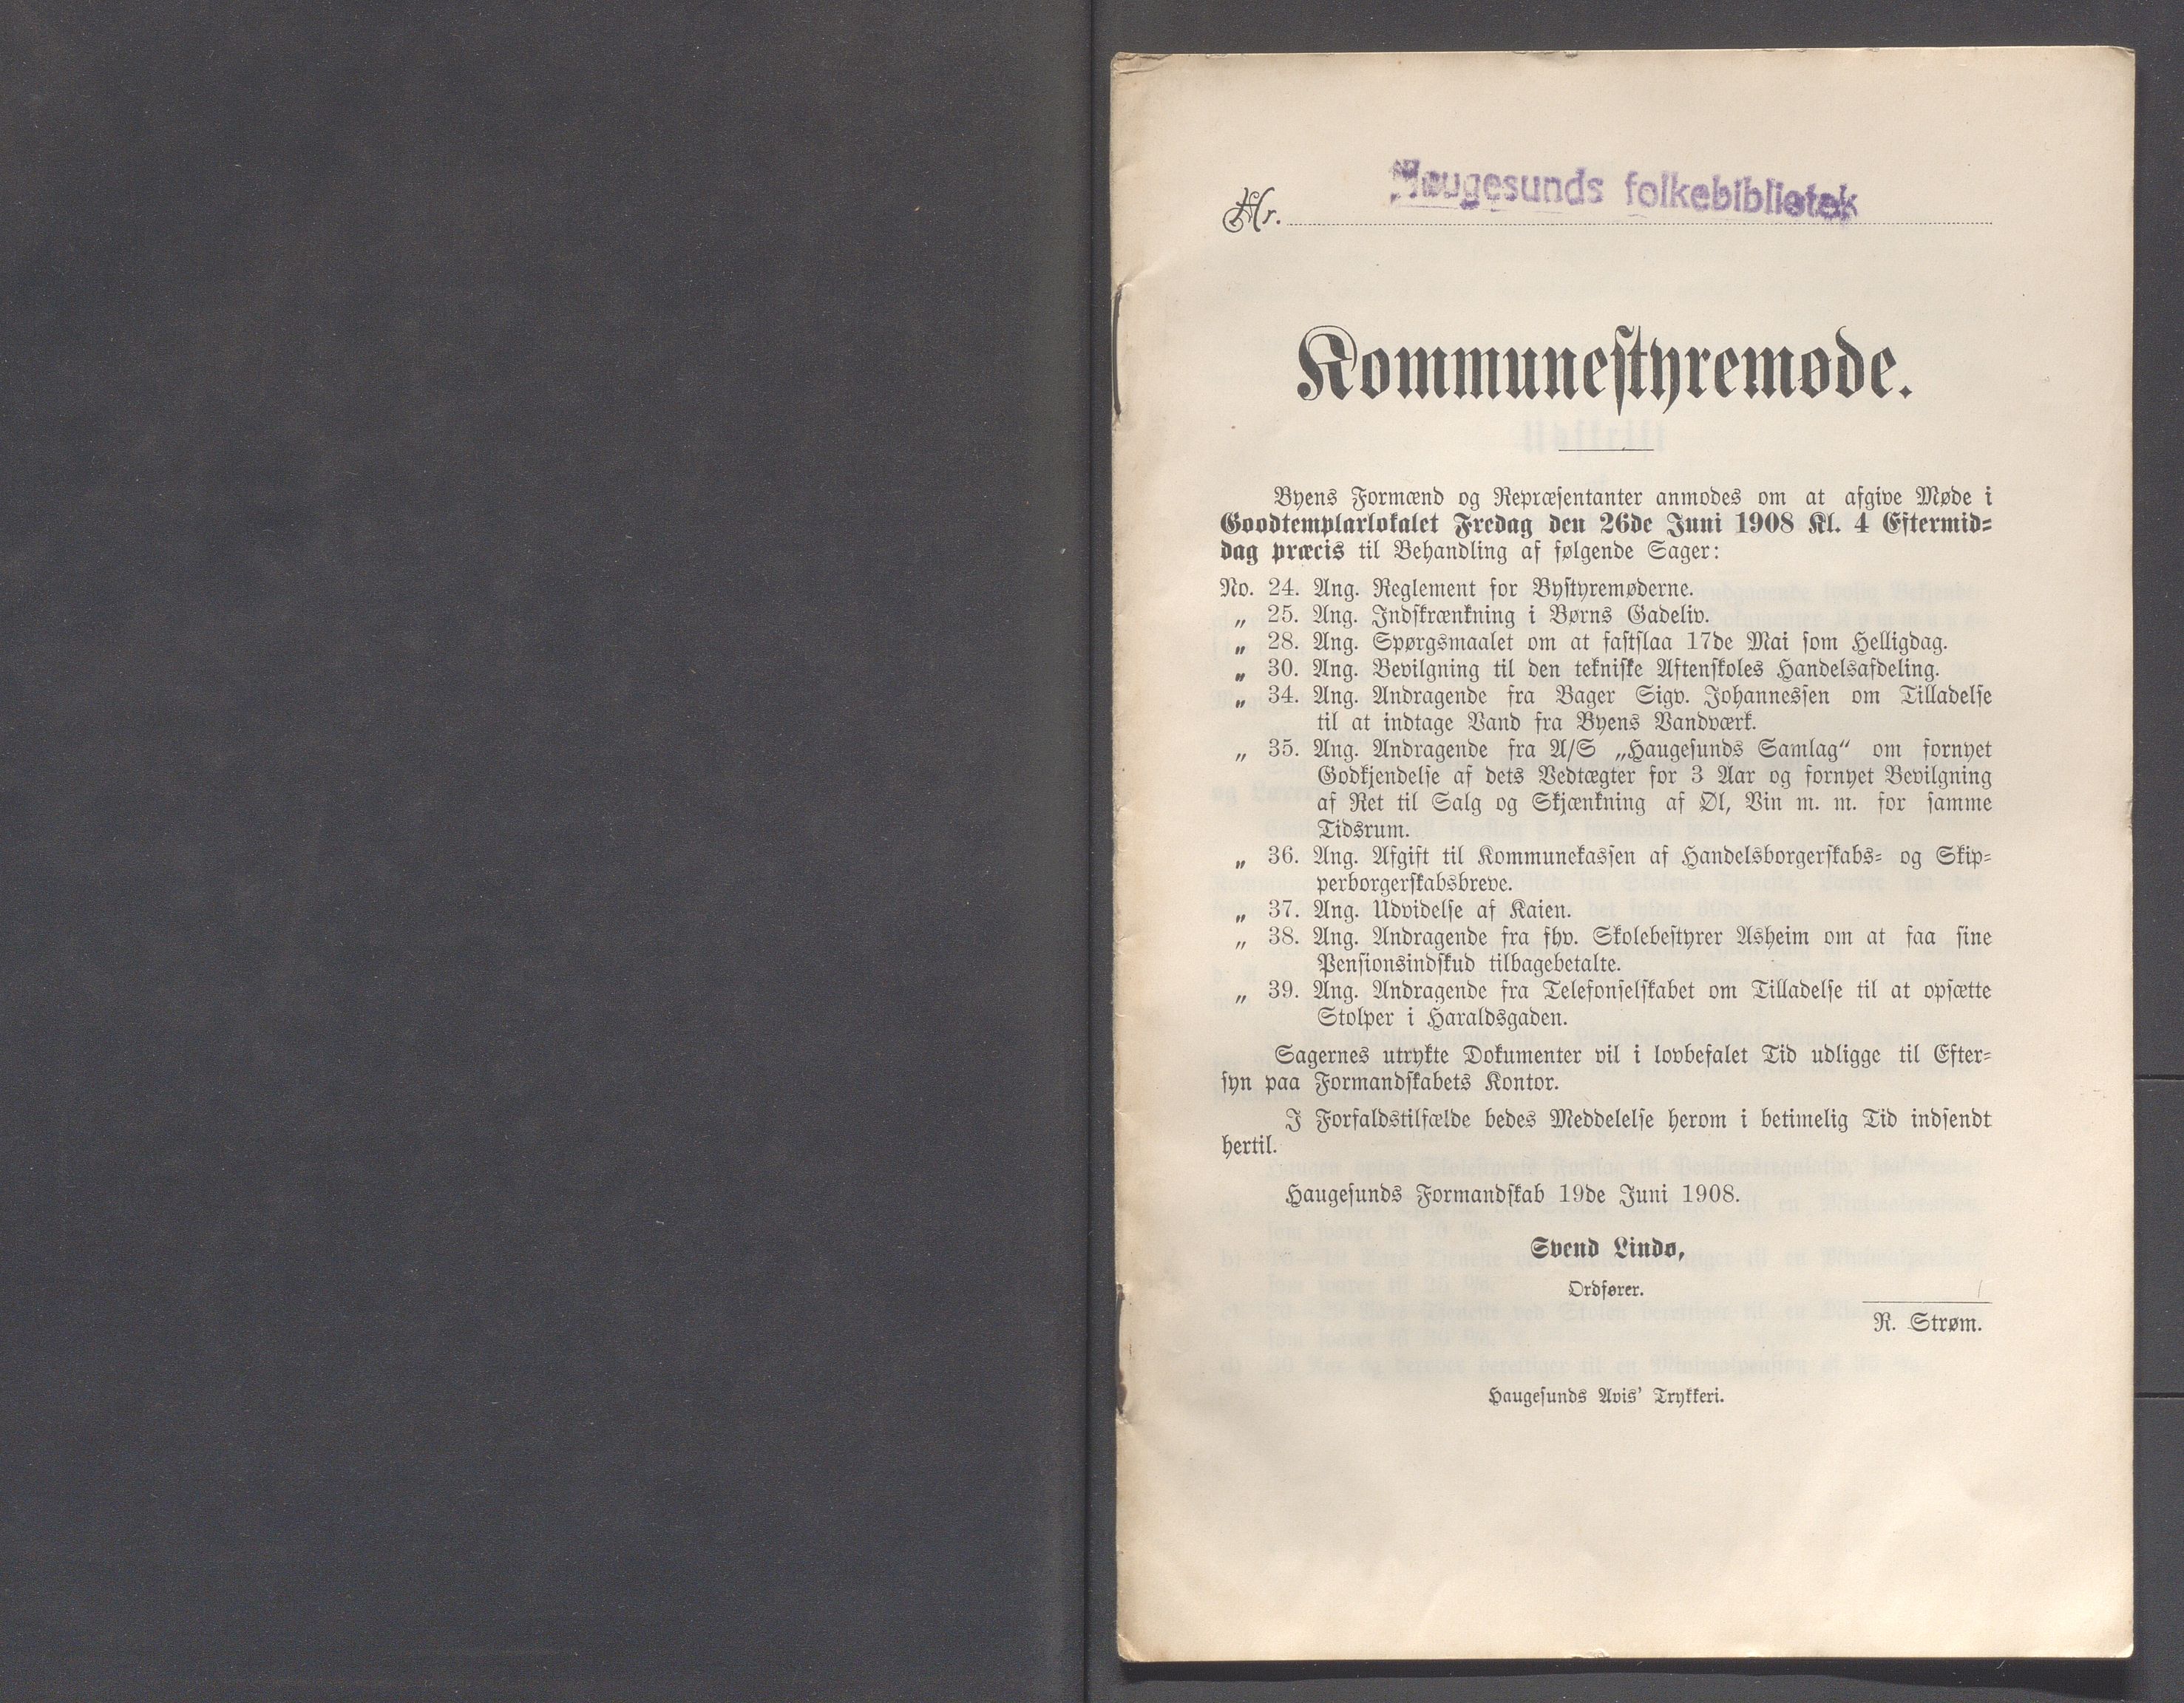 Haugesunds folkebibliotek
Hr.
Kommunestyremøde.
Byens Formænd og Repræsentanter anmodes om at afgive Møde i
Goodtemplarlokalet Fredag den 26de Juni 1908 Kl. 4 Eftermid-
dag præcis til Behandling af følgende Sager:
No. 24. Ang. Reglement for Bystyremøderne.
„ 25. Ang. Indskrænkning i Børns Gadeliv.
„ 28. Ang. Spørgsmaalet om at fastslaa 17de Mai som Helligdag.
„ 30. Ang. Bevilgning til den tekniske Aftenskoles Handelsafdeling.
„ 34. Ang. Andragende fra Bager Sigv. Johannessen om Tilladelse
til at indtage Vand fra Byens Vandværk.
„ 35. Ang. Andragende fra A/S „Haugesunds Samlag“ om fornyet
Godkjendelse af dets Vedtægter for 3 Aar og fornyet Bevilgning
af Ret til Salg og Skjænkning af Øl, Vin m. m. for samme
Tidsrum.
„ 36. Ang. Afgift til Kommunekassen af Handelsborgerskabs- og Skip-
perborgerskabsbreve.
„ 37. Ang. Udvidelse af Kaien.
„ 38. Ang. Andragende fra fhv. Skolebestyrer Asheim om at faa sine
Pensionsindskud tilbagebetalte.
„ 39. Ang. Andragende fra Telefonselskabet om Tilladelse til at opsætte
Stolper i Haraldsgaden.
Sagernes utrykte Dokumenter vil i lovbefalet Tid udligge til Efter-
syn paa Formandskabets Kontor.
I Forfaldstilfælde bedes Meddelelse herom i betimelig Tid indsendt
hertil.
Haugesunds Formandskab 19de Juni 1908.
Svend Lindø,
Ordfører.
R. Strøm.
Haugesunds Avis' Trykkeri.